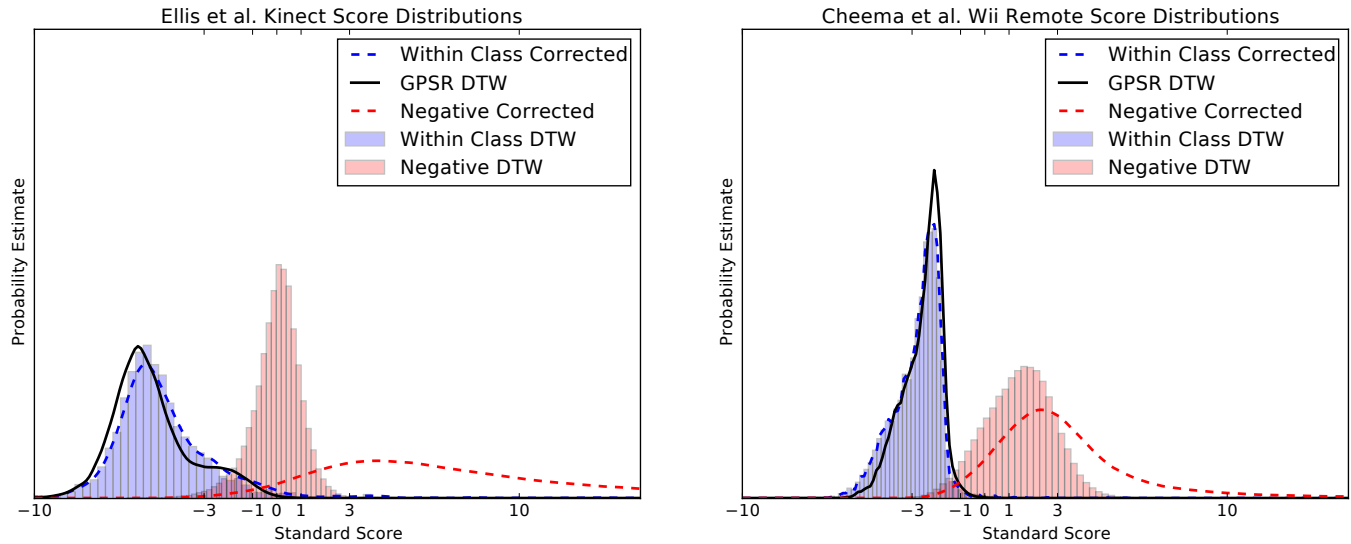 Ellis et al. Kinect Score Distributions
Within Class Corrected
GPSR DTW
Negative Corrected
Within Class DTW
Negative DTW
Probability Estimate
−10 −3 −1 0 1 3 10
Standard Score
Cheema et al. Wii Remote Score Distributions
Within Class Corrected
GPSR DTW
Negative Corrected
Within Class DTW
Negative DTW
Probability Estimate
−10 −3 −1 0 1 3 10
Standard Score